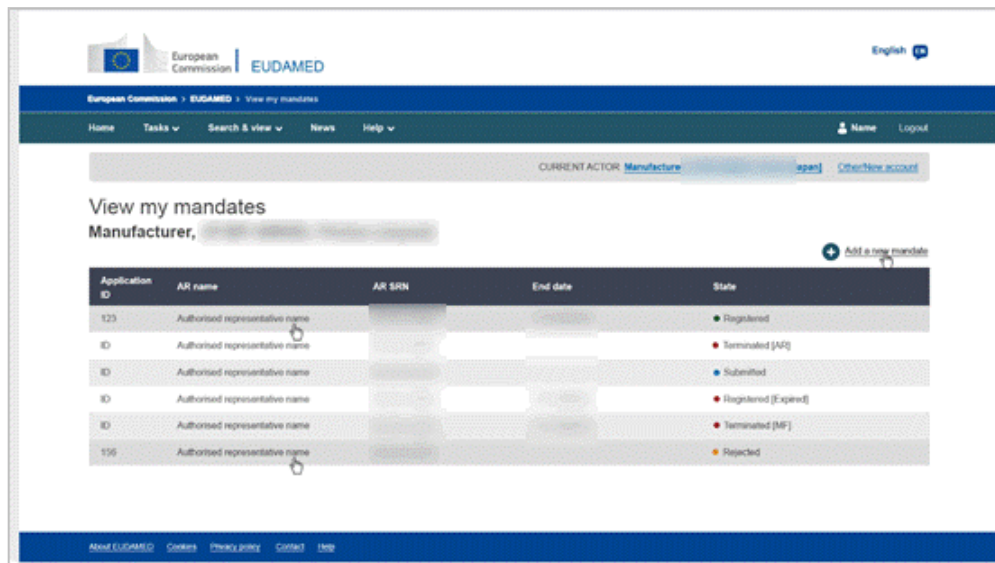 European
Commission
EUDAMED
English EN
European Commission > EUDAMED > View my mandates
Home Tasks Search & view News Help Name Logout
CURRENT ACTOR: Manufacture apan] Other/New account
View my mandates
Manufacturer,
Add a new mandate
Application ID AR name AR SRN End date State
123 Authorised representative name Registered
ID Authorised representative name Terminated [AR]
ID Authorised representative name Submitted
ID Authorised representative name Registered [Expired]
ID Authorised representative name Terminated [MF]
156 Authorised representative name Rejected
About EUDAMED Cookies Privacy policy Contact Help